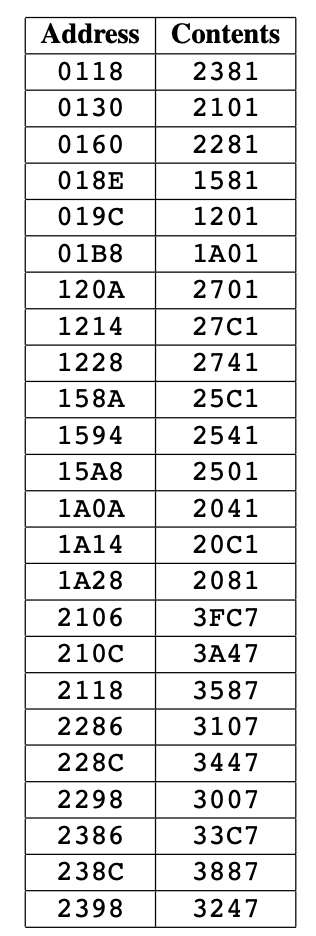 Address Contents
0118 2381
0130 2101
0160 2281
018E 1581
019C 1201
01B8 1A01
120A 2701
1214 27C1
1228 2741
158A 25C1
1594 2541
15A8 2501
1A0A 2041
1A14 20C1
1A28 2081
2106 3FC7
210C 3A47
2118 3587
2286 3107
228C 3447
2298 3007
2386 33C7
238C 3887
2398 3247